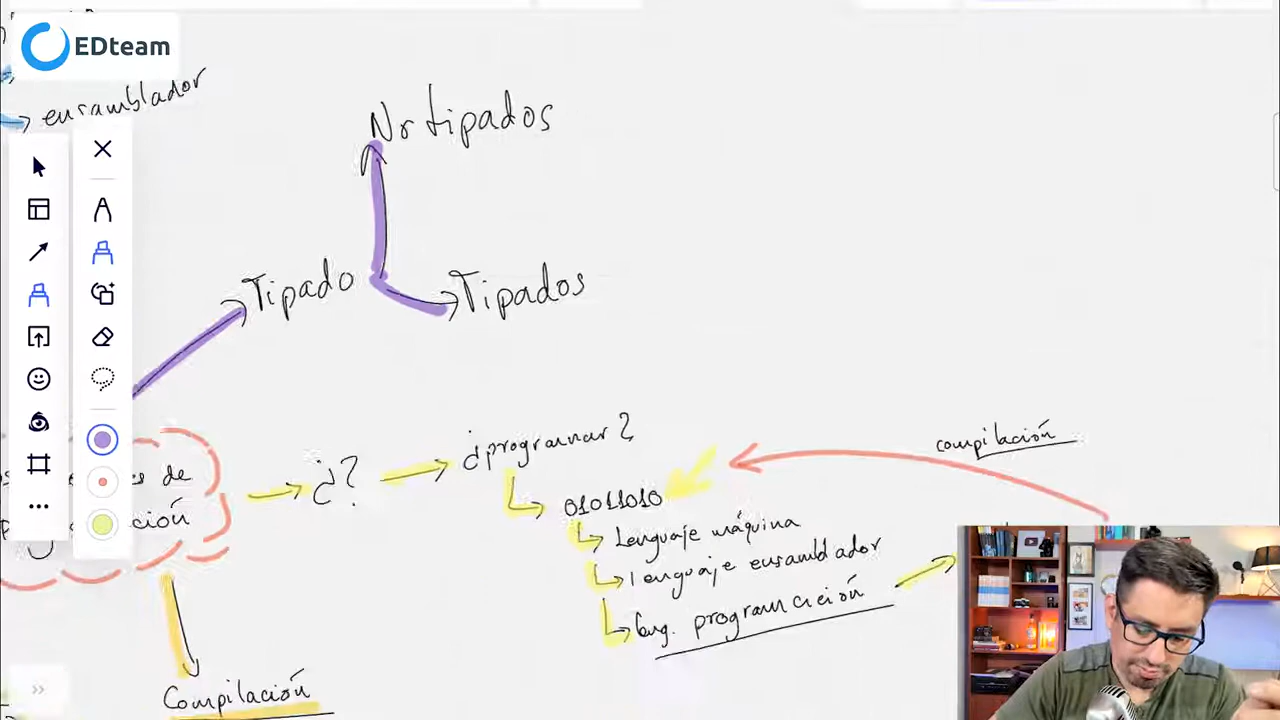 EDteam
ensamblador
No tipados
Tipado
Tipados
compilación
¿programar?
¿?
de
ción
01011010
Lenguaje máquina
lenguaje ensamblador
Leng. programación
Compilación